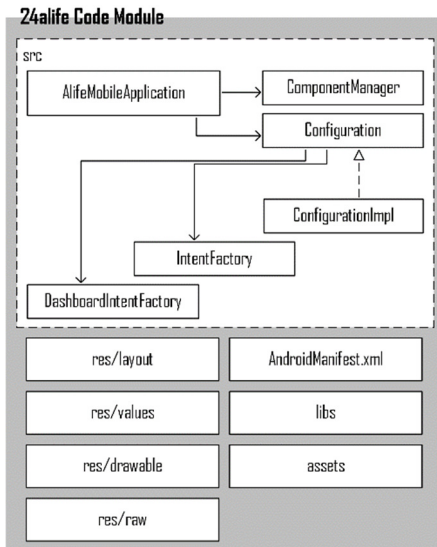 24alife Code Module
src
AlifeMobileApplication
ComponentManager
Configuration
ConfigurationImpl
IntentFactory
DashboardIntentFactory
res/layout
AndroidManifest.xml
res/values
libs
res/drawable
assets
res/raw